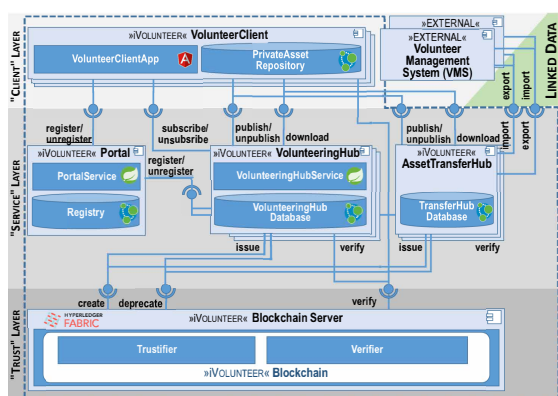 "CLIENT" LAYER
»iVOLUNTEER« VolunteerClient
VolunteerClientApp
PrivateAsset
Repository
»EXTERNAL«
»EXTERNAL«
Volunteer
Management
System (VMS)
LINKED DATA
export
import
register/
unregister
subscribe/
unsubsribe
publish/
unpublish
download
publish/
unpublish
download
import
export
"SERVICE" LAYER
»iVOLUNTEER« Portal
PortalService
Registry
register/
unregister
»iVOLUNTEER« VolunteeringHub
VolunteeringHubService
VolunteeringHub
Database
»iVOLUNTEER«
AssetTransferHub
TransferHub
Database
issue
verify
issue
verify
create
deprecate
verify
"TRUST" LAYER
HYPERLEDGER
FABRIC
»iVOLUNTEER« Blockchain Server
Trustifier
Verifier
»iVOLUNTEER« Blockchain